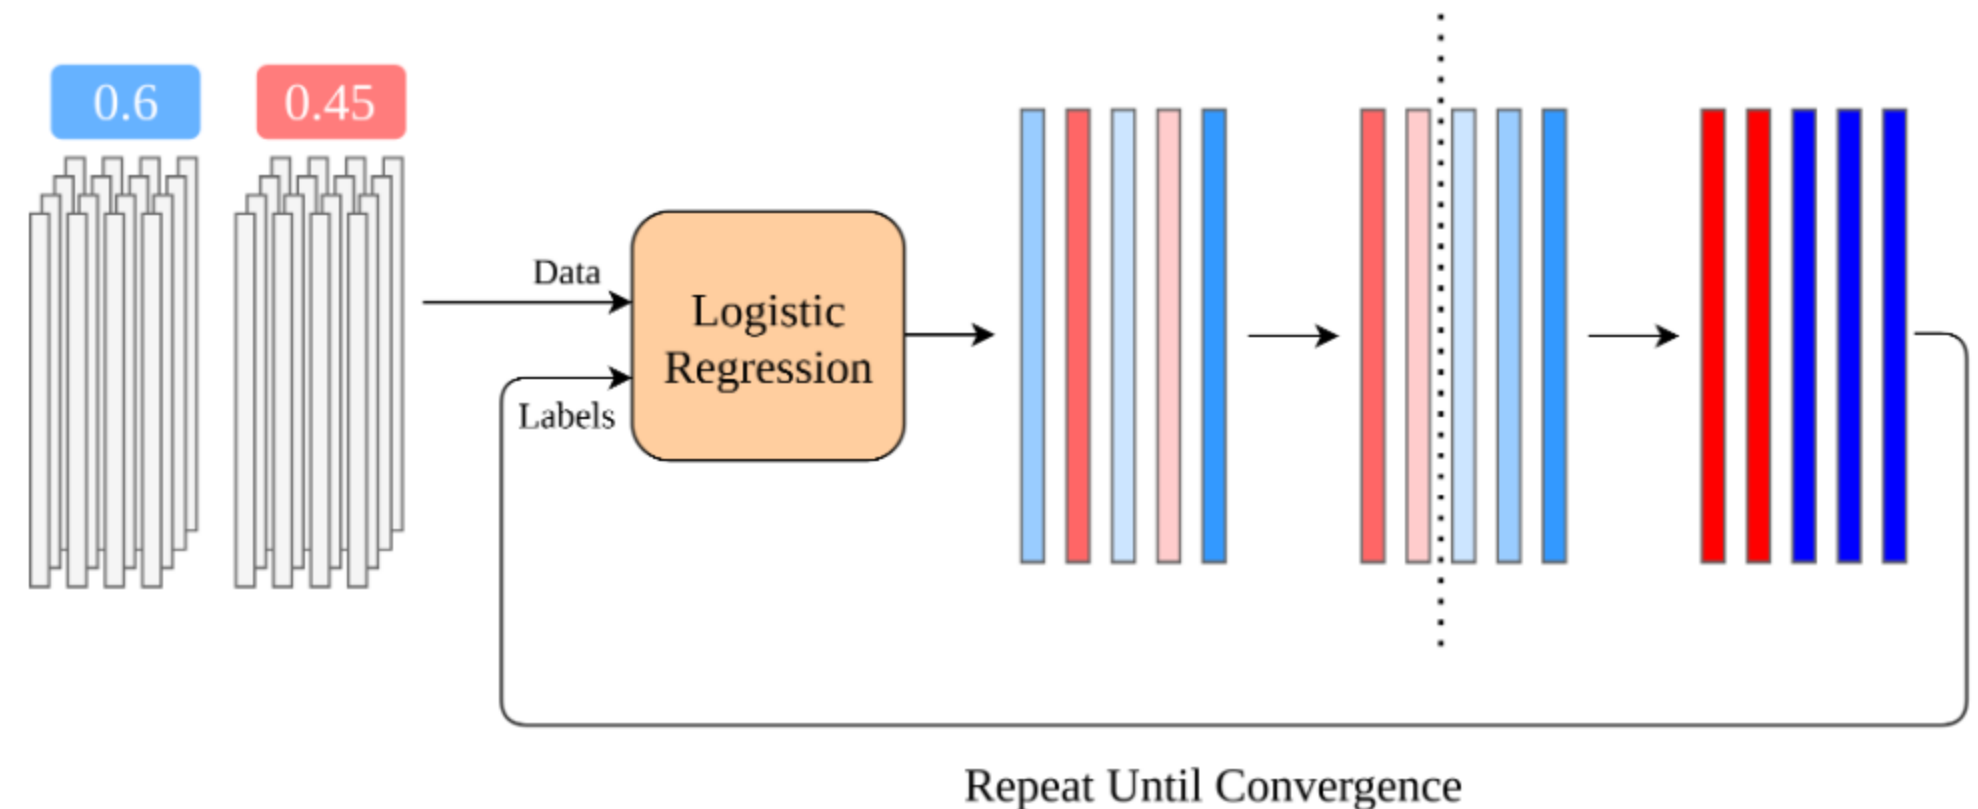 0.6
0.45
Data
Logistic
Regression
Labels
Repeat Until Convergence